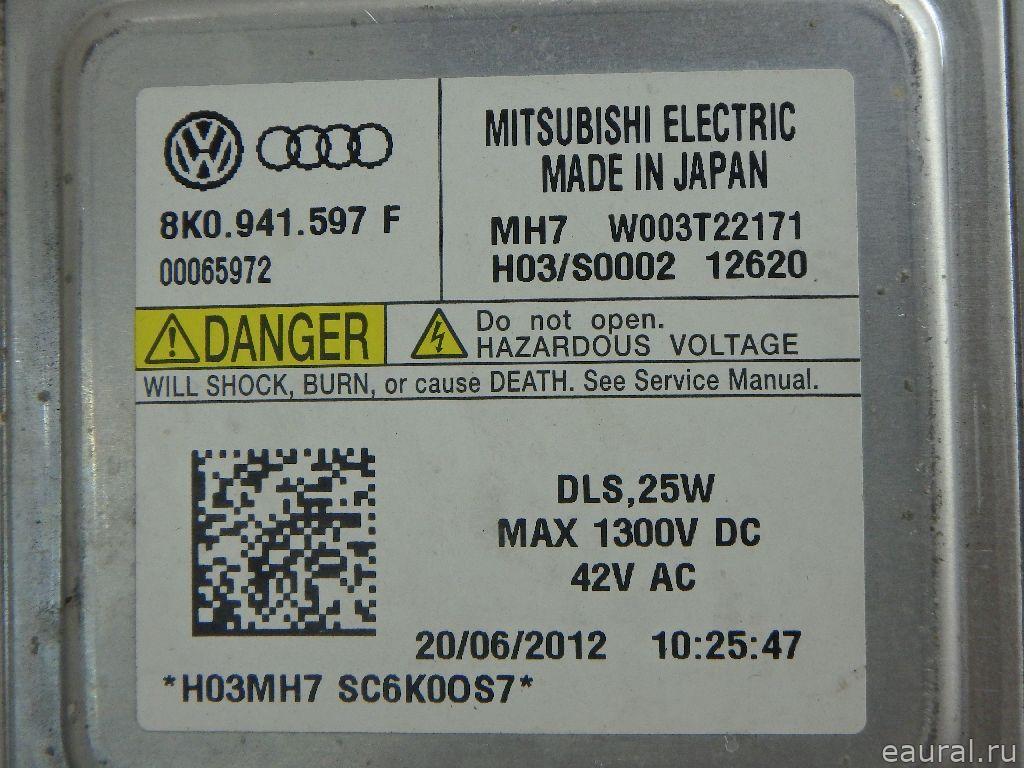 8K0.941.597 F
00065972
MITSUBISHI ELECTRIC
MADE IN JAPAN
MH7 W003T22171
H03/S0002 12620
DANGER
Do not open.
HAZARDOUS VOLTAGE
WILL SHOCK, BURN, or cause DEATH. See Service Manual.
DLS,25W
MAX 1300V DC
42V AC
20/06/2012 10:25:47
*H03MH7 SC6K0OS7*
eaural.ru